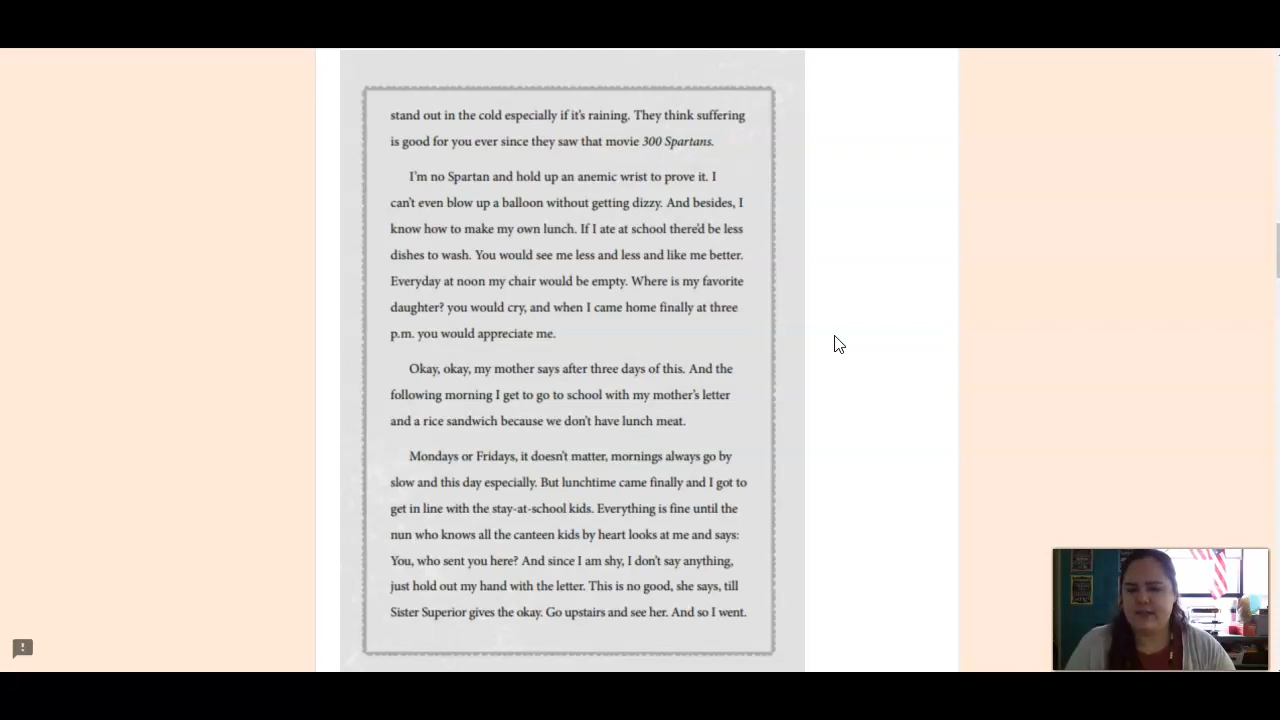 stand out in the cold especially if it's raining. They think suffering
is good for you ever since they saw that movie 300 Spartans.
I'm no Spartan and hold up an anemic wrist to prove it. I
can't even blow up a balloon without getting dizzy. And besides, I
know how to make my own lunch. If I ate at school there'd be less
dishes to wash. You would see me less and less and like me better.
Everyday at noon my chair would be empty. Where is my favorite
daughter? you would cry, and when I came home finally at three
p.m. you would appreciate me.
Okay, okay, my mother says after three days of this. And the
following morning I get to go to school with my mother's letter
and a rice sandwich because we don't have lunch meat.
Mondays or Fridays, it doesn't matter, mornings always go by
slow and this day especially. But lunchtime came finally and I got to
get in line with the stay-at-school kids. Everything is fine until the
nun who knows all the canteen kids by heart looks at me and says:
You, who sent you here? And since I am shy, I don't say anything,
just hold out my hand with the letter. This is no good, she says, till
Sister Superior gives the okay. Go upstairs and see her. And so I went.